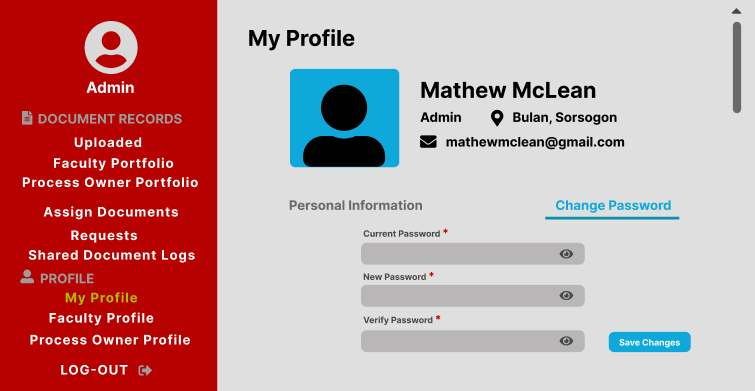 Admin
DOCUMENT RECORDS
Uploaded
Faculty Portfolio
Process Owner Portfolio
Assign Documents
Requests
Shared Document Logs
PROFILE
My Profile
Faculty Profile
Process Owner Profile
LOG-OUT
My Profile
Mathew McLean
Admin Bulan, Sorsogon
mathewmclean@gmail.com
Personal Information Change Password
Current Password *
New Password *
Verify Password *
Save Changes